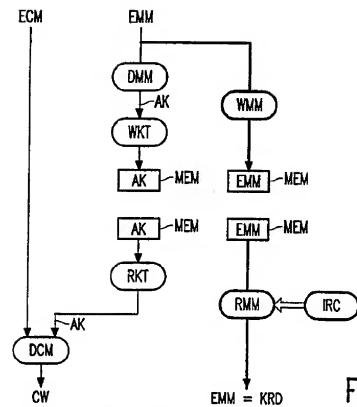 ECM
EMM
DMM
AK
WMM
WKT
AK
MEM
EMM
MEM
AK
MEM
EMM
MEM
RKT
AK
RMM
IRC
DCM
CW
EMM = KRD
F